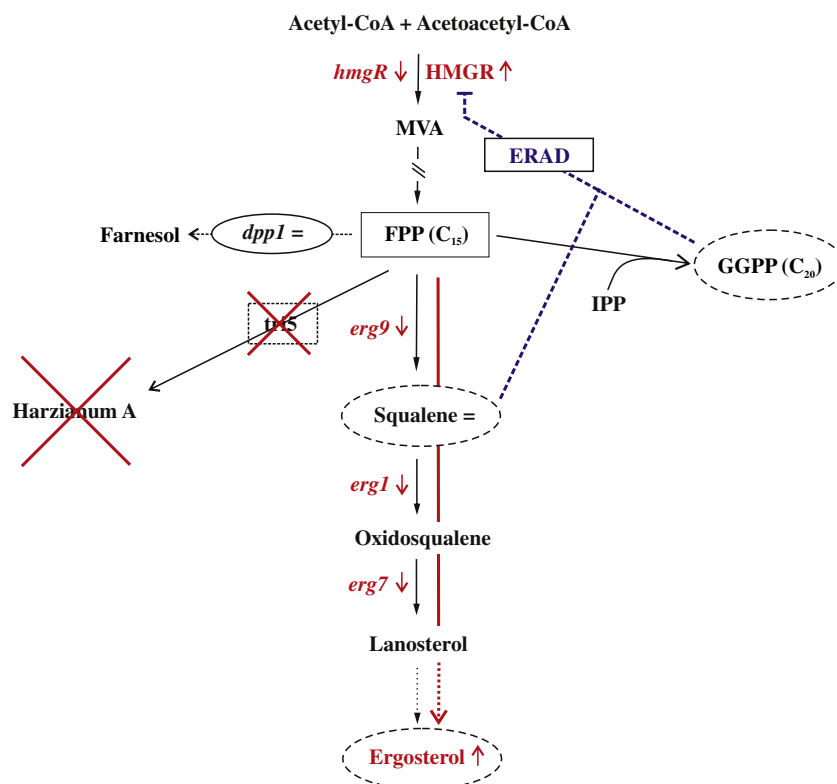 Acetyl-CoA + Acetoacetyl-CoA
hmgR ↓ HMGR ↑
MVA
ERAD
Farnesol
dpp1 =
FPP (C15)
GGPP (C20)
IPP
tri5
erg9 ↓
Harzianum A
Squalene =
erg1 ↓
Oxidosqualene
erg7 ↓
Lanosterol
Ergosterol ↑